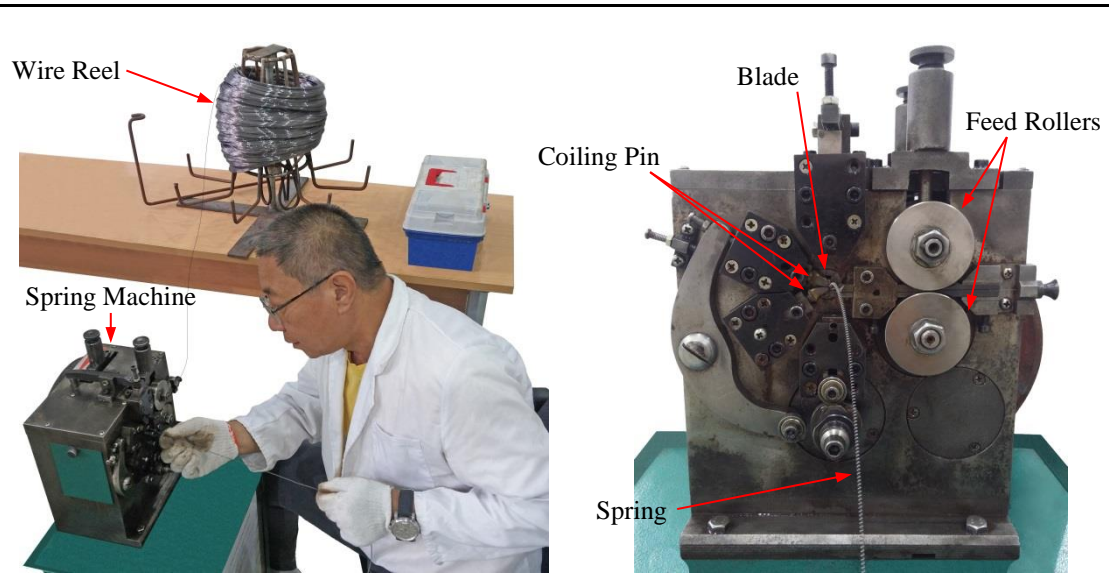 Wire Reel
Spring Machine
Blade
Feed Rollers
Coiling Pin
Spring